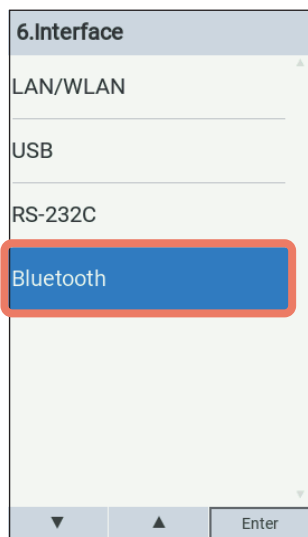 6.Interface
LAN/WLAN
USB
RS-232C
Bluetooth
▼ ▲ Enter